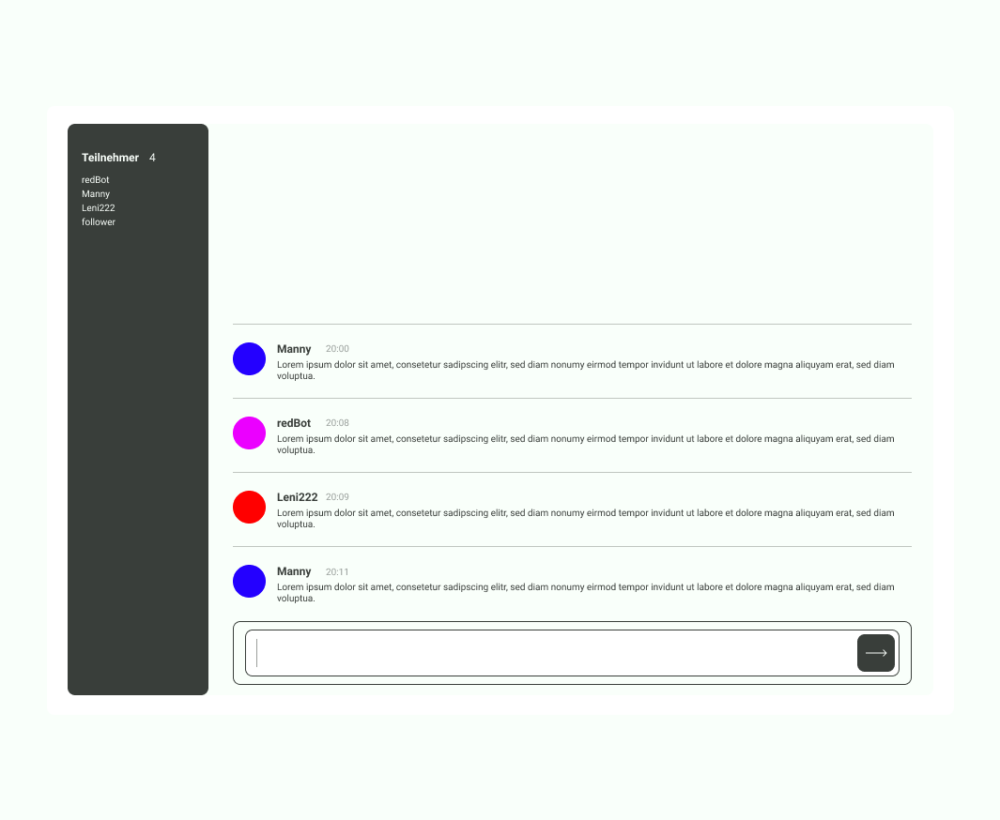 Teilnehmer 4
redBot
Manny
Leni222
follower
Manny 20:00
Lorem ipsum dolor sit amet, consetetur sadipscing elitr, sed diam nonumy eirmod tempor invidunt ut labore et dolore magna aliquyam erat, sed diam
voluptua.
redBot 20:08
Lorem ipsum dolor sit amet, consetetur sadipscing elitr, sed diam nonumy eirmod tempor invidunt ut labore et dolore magna aliquyam erat, sed diam
voluptua.
Leni222 20:09
Lorem ipsum dolor sit amet, consetetur sadipscing elitr, sed diam nonumy eirmod tempor invidunt ut labore et dolore magna aliquyam erat, sed diam
voluptua.
Manny 20:11
Lorem ipsum dolor sit amet, consetetur sadipscing elitr, sed diam nonumy eirmod tempor invidunt ut labore et dolore magna aliquyam erat, sed diam
voluptua.